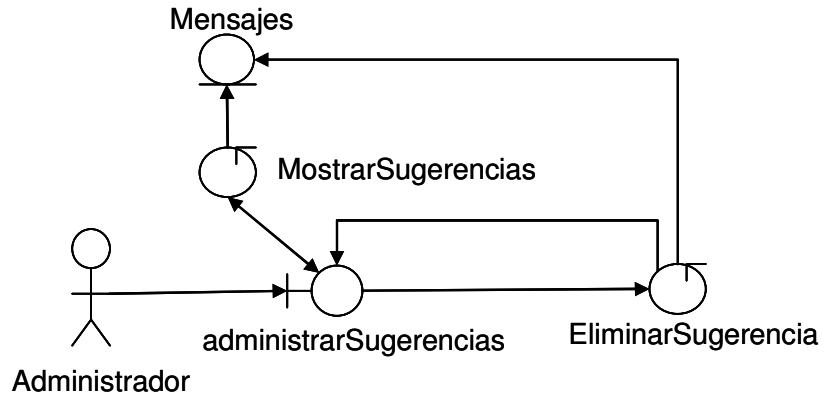 Mensajes
MostrarSugerencias
administrarSugerencias
EliminarSugerencia
Administrador